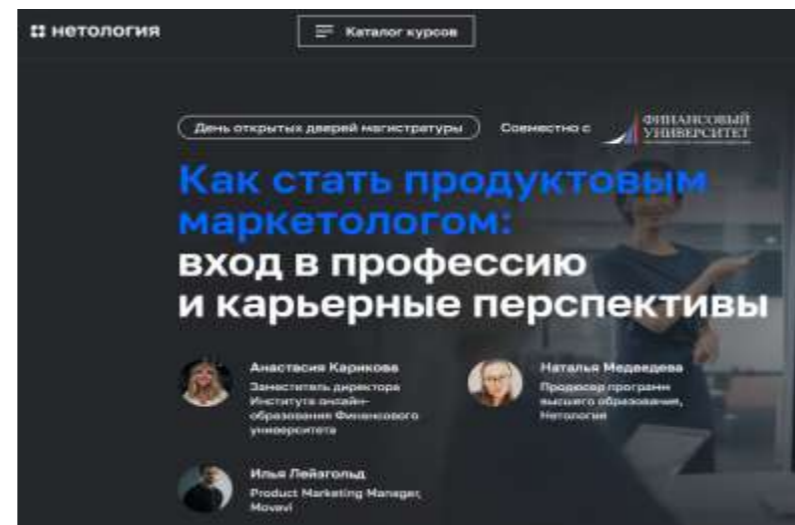 нетология
Каталог курсов
День открытых дверей магистратуры
Совместно с
ФИНАНСОВЫЙ
УНИВЕРСИТЕТ
Как стать продуктовым
маркетологом:
вход в профессию
и карьерные перспективы
Анастасия Карикова
Заместитель директора
Института онлайн-
образования Финансового
университета
Наталья Медведева
Продюсер программ
высшего образования,
Нетология
Илья Лейзгольд
Product Marketing Manager,
Movavi